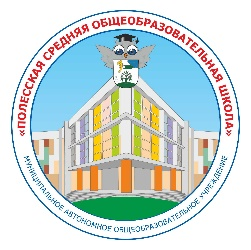 «ПОЛЕССКАЯ СРЕДНЯЯ ОБЩЕОБРАЗОВАТЕЛЬНАЯ ШКОЛА»
МУНИЦИПАЛЬНОЕ АВТОНОМНОЕ ОБЩЕОБРАЗОВАТЕЛЬНОЕ УЧРЕЖДЕНИЕ